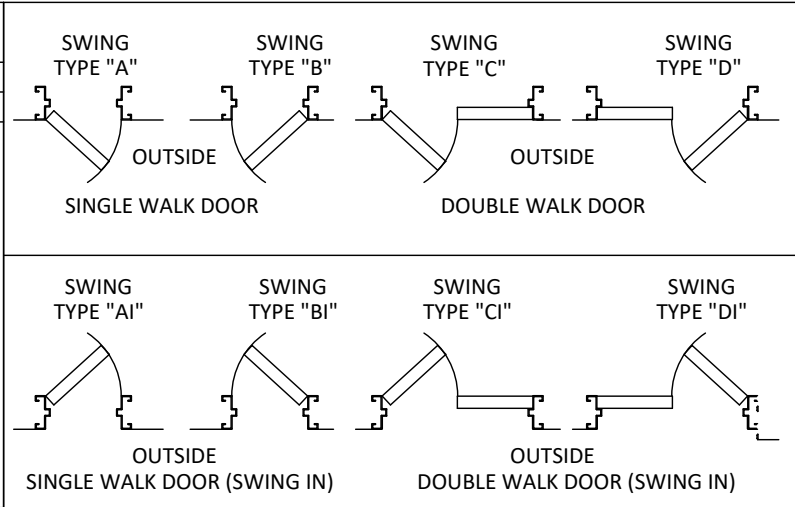 SWING
TYPE "A"
SWING
TYPE "B"
SWING
TYPE "C"
SWING
TYPE "D"
OUTSIDE
OUTSIDE
SINGLE WALK DOOR
DOUBLE WALK DOOR
SWING
TYPE "AI"
SWING
TYPE "BI"
SWING
TYPE "CI"
SWING
TYPE "DI"
OUTSIDE
SINGLE WALK DOOR (SWING IN)
OUTSIDE
DOUBLE WALK DOOR (SWING IN)